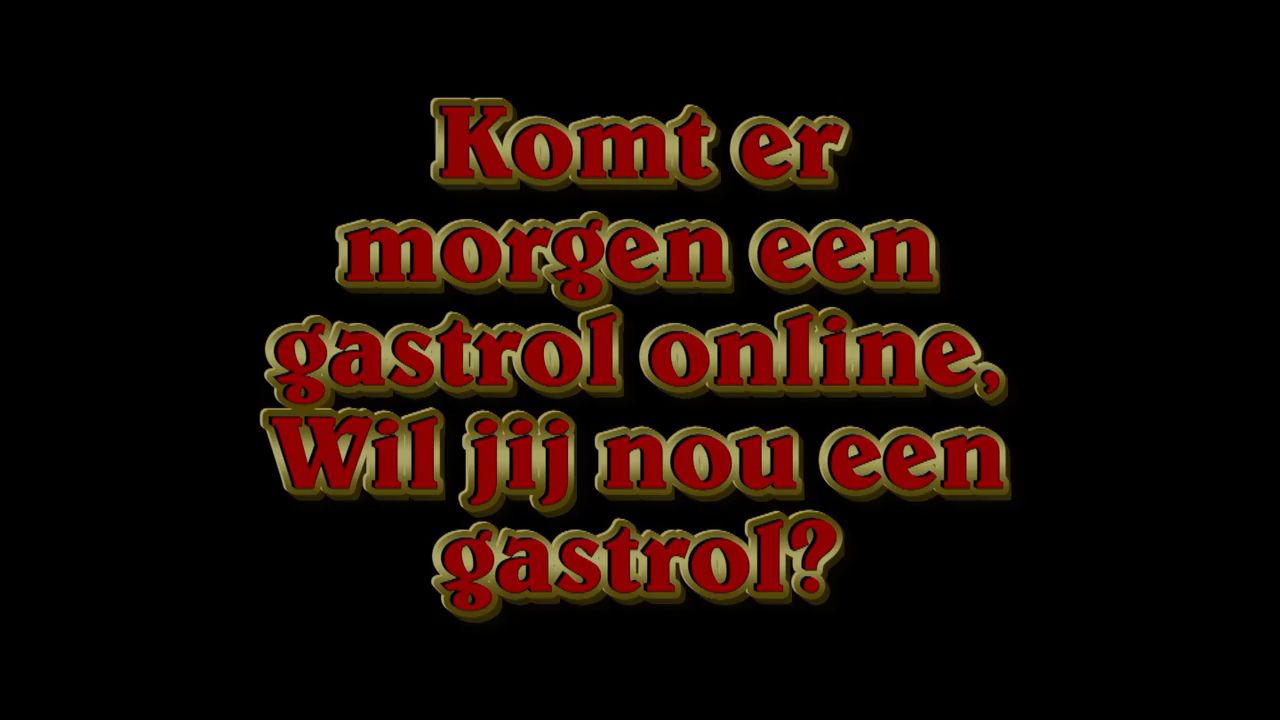 Komt er
morgen een
gastrol online,
Wil jij nou een
gastrol?